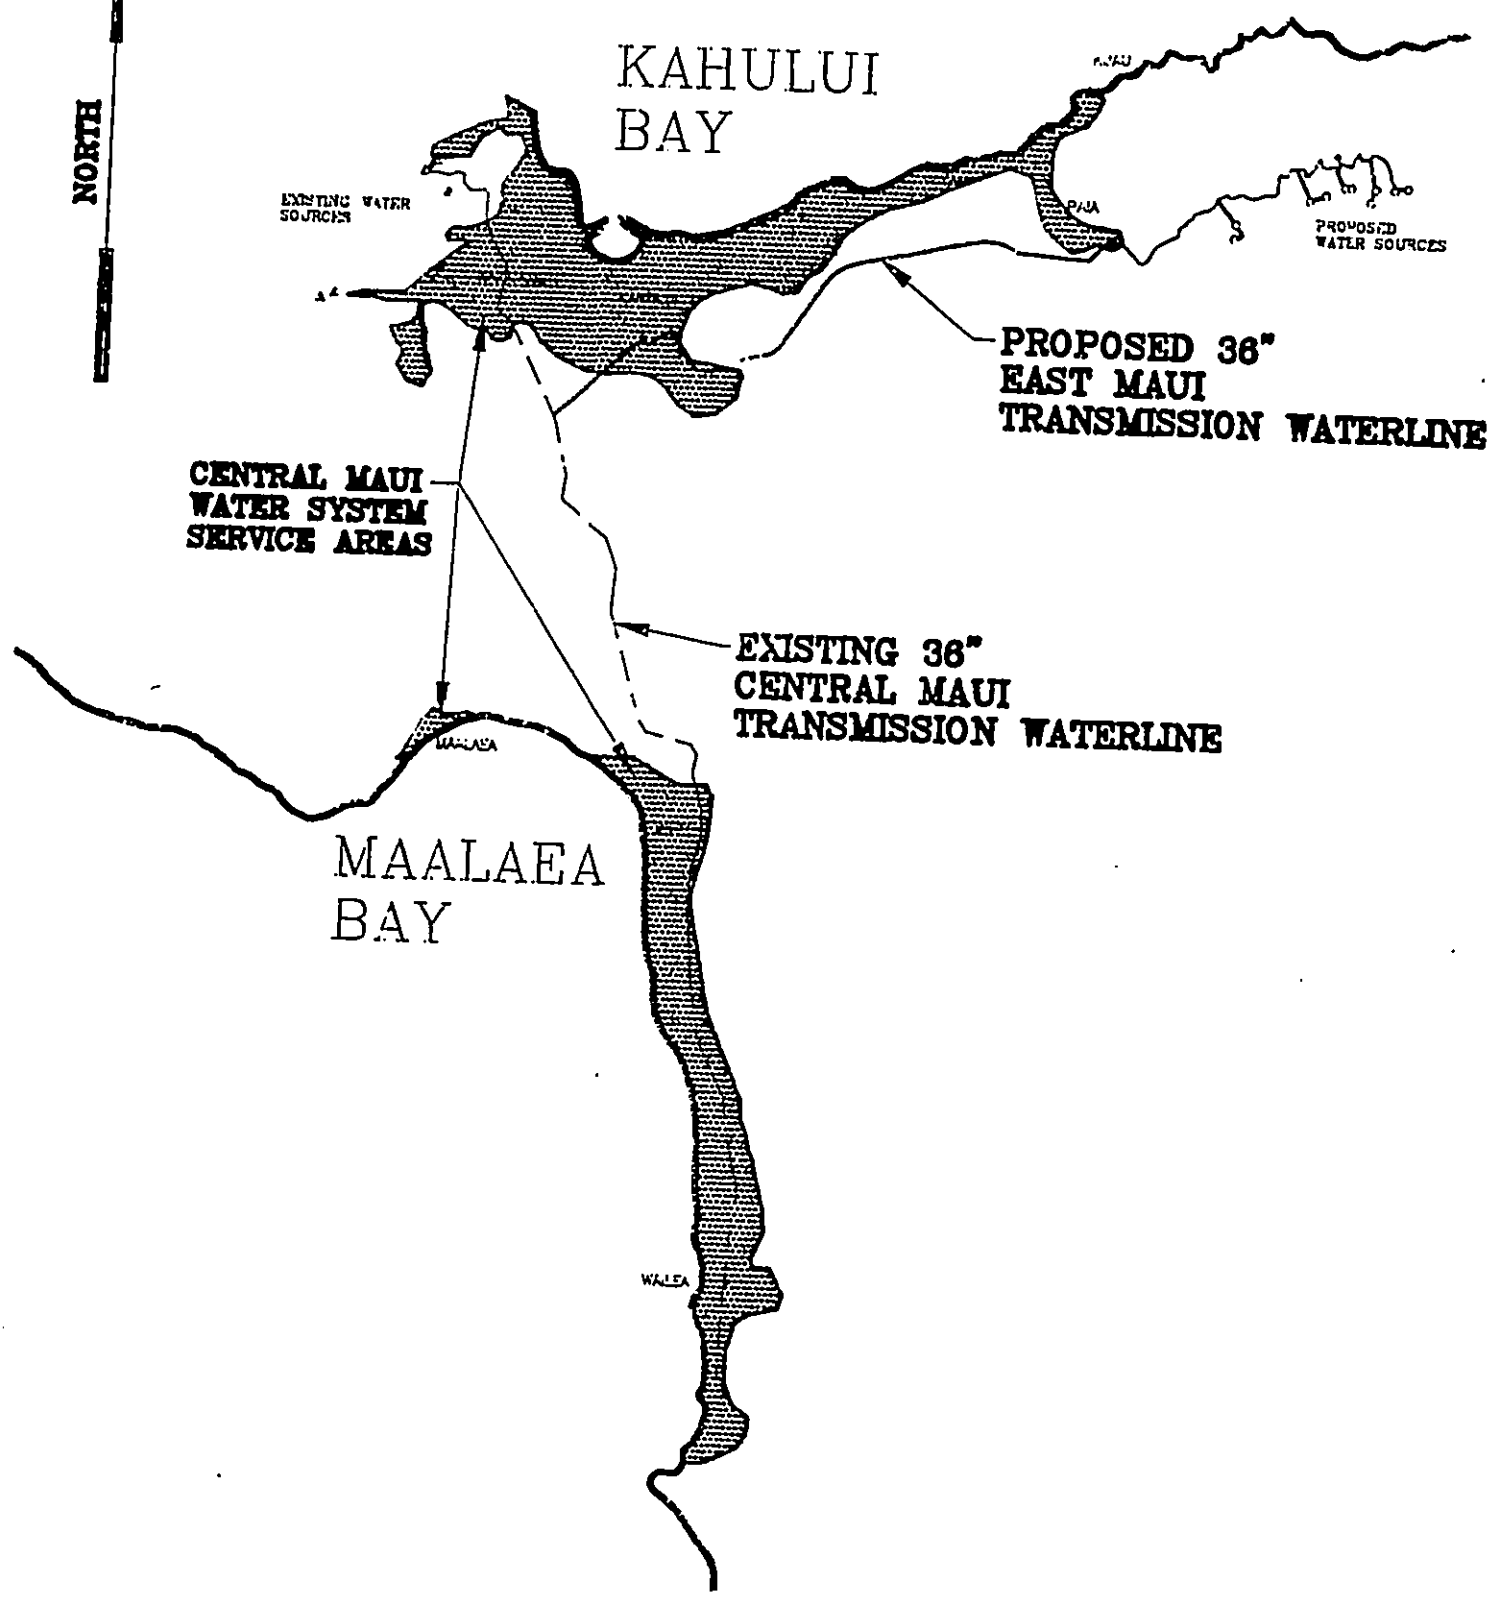 KAHULUI
BAY
NORTH
EXISTING WATER
SOURCES
PAIA
PROPOSED
WATER SOURCES
PROPOSED 36"
EAST MAUI
TRANSMISSION WATERLINE
CENTRAL MAUI
WATER SYSTEM
SERVICE AREAS
EXISTING 36"
CENTRAL MAUI
TRANSMISSION WATERLINE
MAALAEA
MAALAEA
BAY
WAILEA